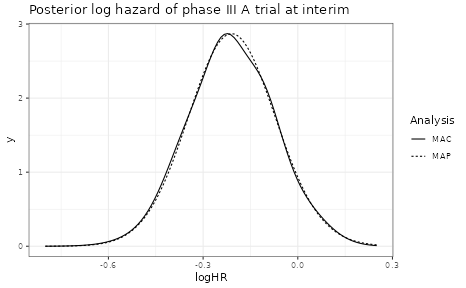 Posterior log hazard of phase III A trial at interim
3
2
1
0
y
-0.6
-0.3
0.0
0.3
logHR
Analysis
MAC
MAP